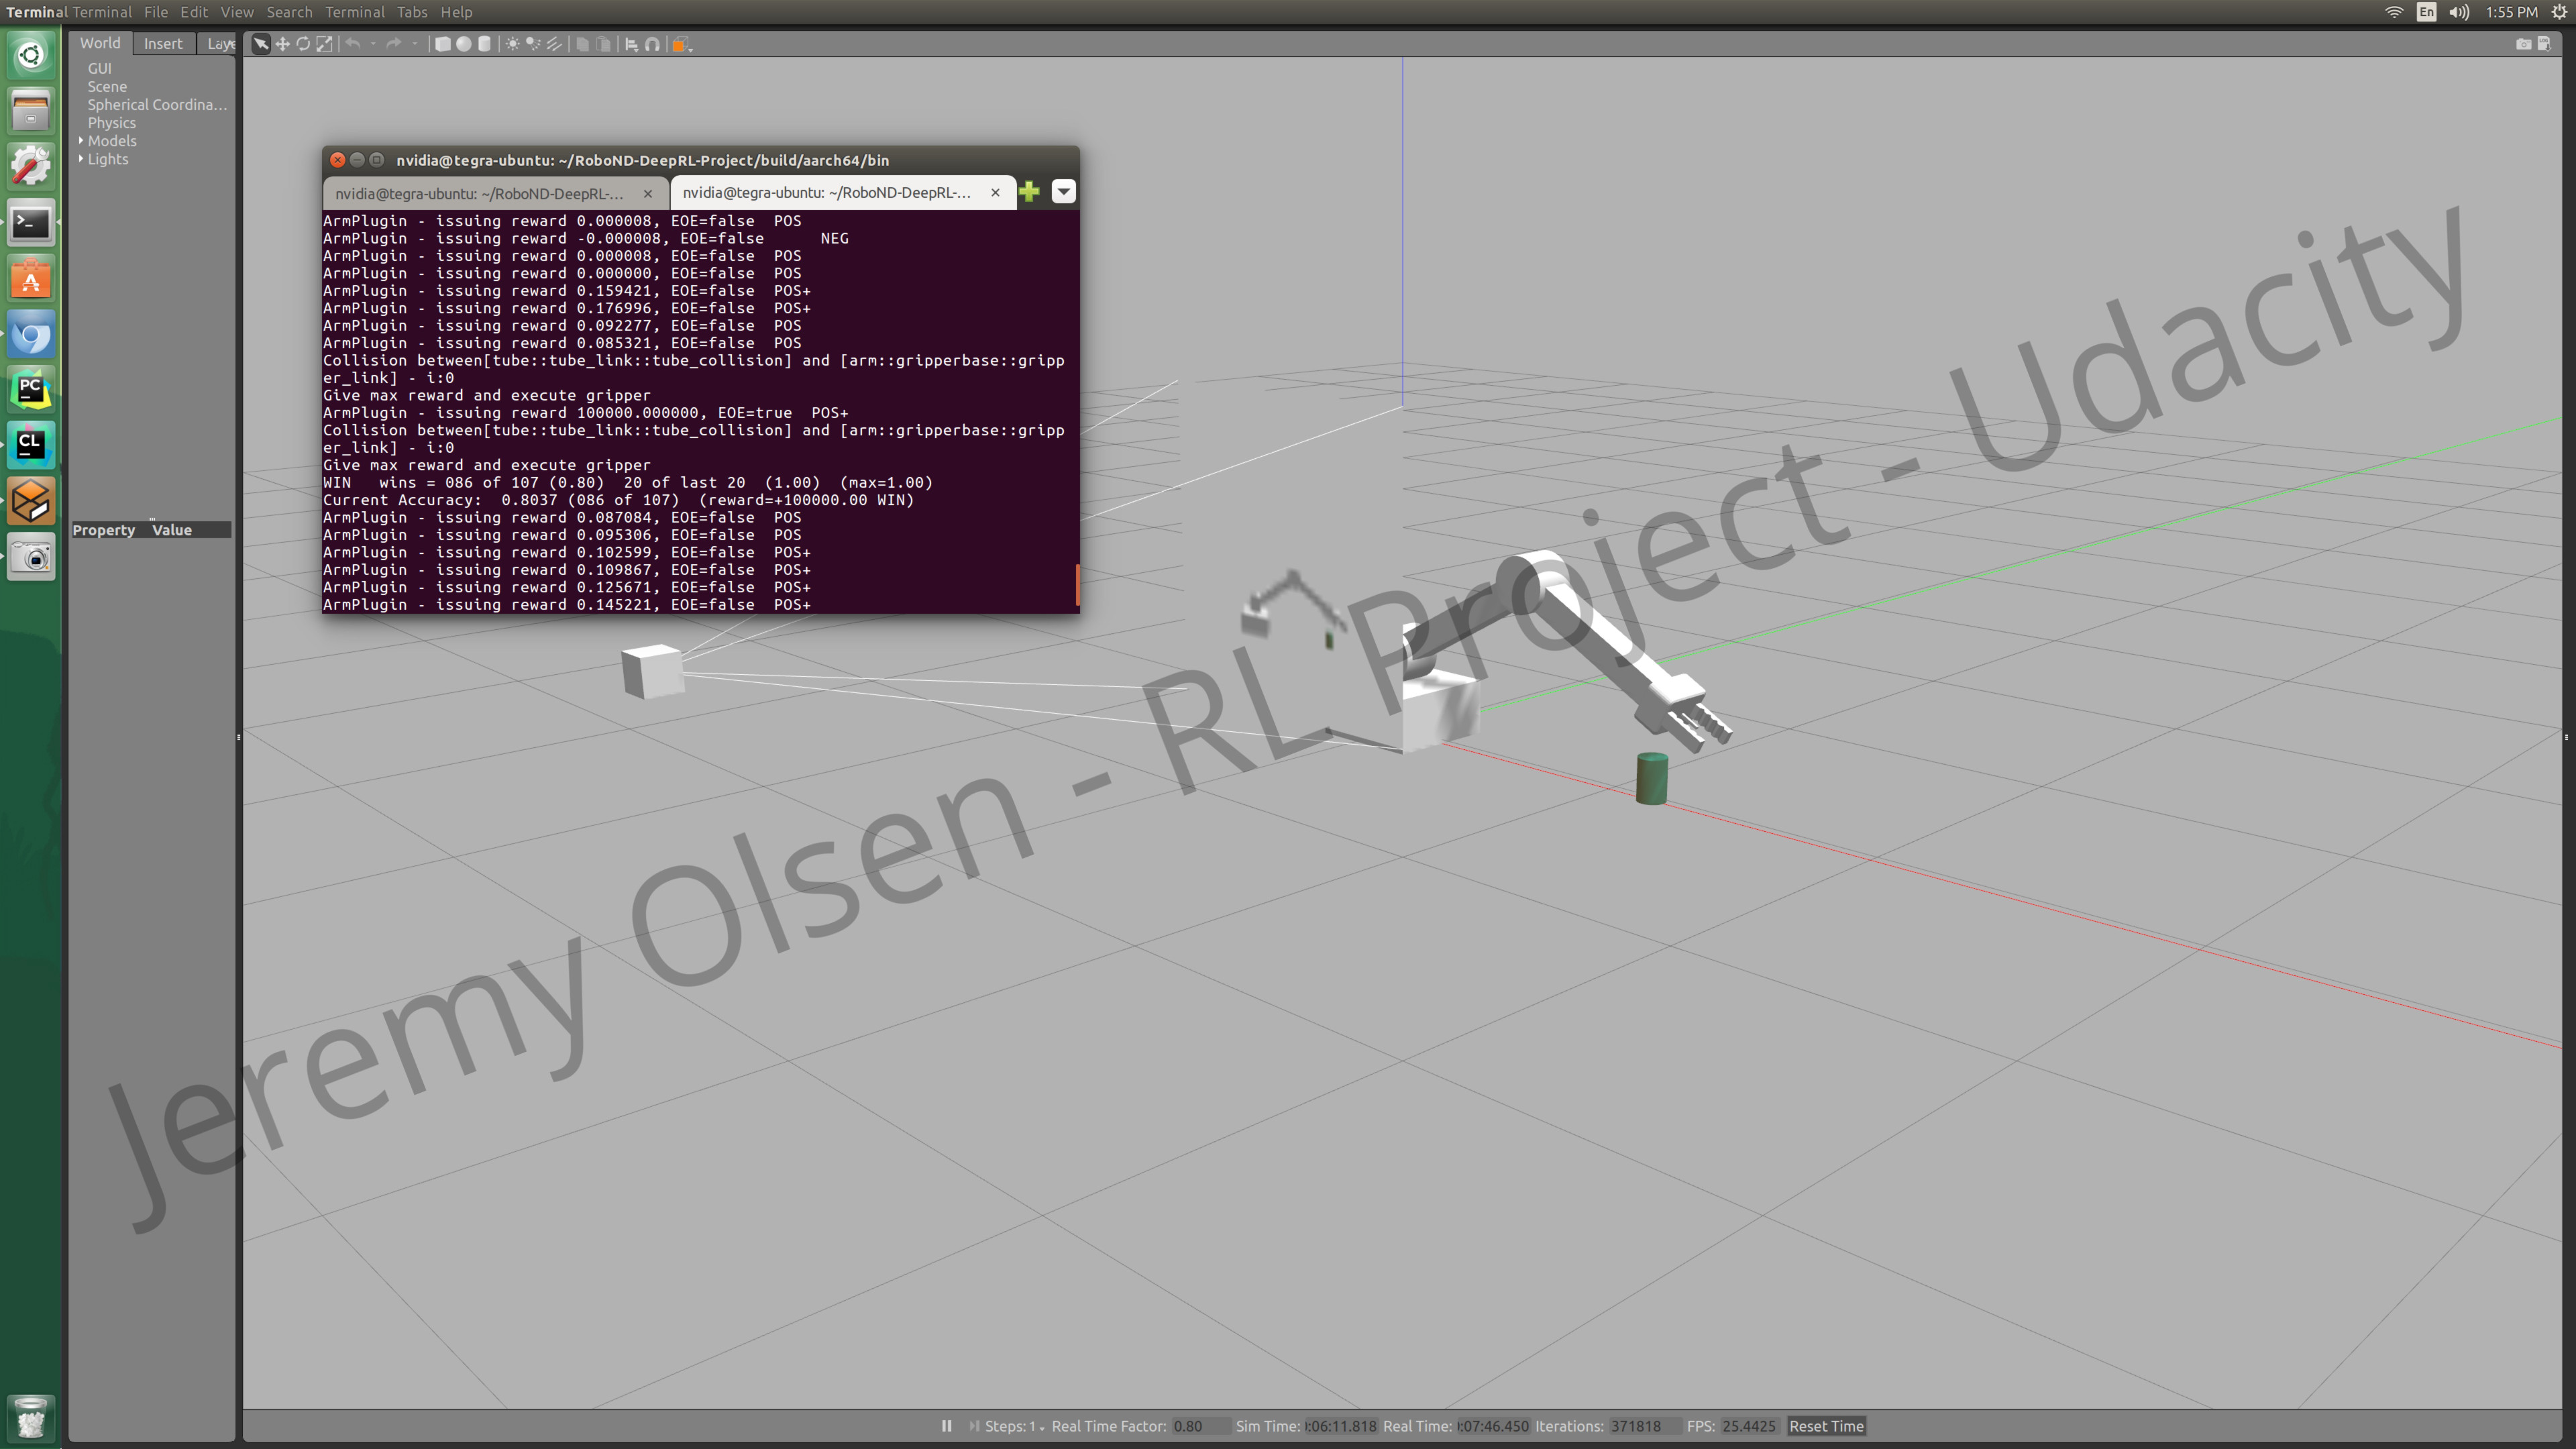 Terminal Terminal File Edit View Search Terminal Tabs Help
En 1:55 PM
World Insert Laye
GUI
Scene
Spherical Coordina...
Physics
Models
Lights
Property Value
nvidia@tegra-ubuntu: ~/RoboND-DeepRL-Project/build/aarch64/bin
nvidia@tegra-ubuntu: ~/RoboND-DeepRL-... × nvidia@tegra-ubuntu: ~/RoboND-DeepRL-... ×
ArmPlugin - issuing reward 0.000008, EOE=false POS
ArmPlugin - issuing reward -0.000008, EOE=false NEG
ArmPlugin - issuing reward 0.000008, EOE=false POS
ArmPlugin - issuing reward 0.000000, EOE=false POS
ArmPlugin - issuing reward 0.159421, EOE=false POS+
ArmPlugin - issuing reward 0.176996, EOE=false POS+
ArmPlugin - issuing reward 0.092277, EOE=false POS
ArmPlugin - issuing reward 0.085321, EOE=false POS
Collision between[tube::tube_link::tube_collision] and [arm::gripperbase::gripp
er_link] - i:0
Give max reward and execute gripper
ArmPlugin - issuing reward 100000.000000, EOE=true POS+
Collision between[tube::tube_link::tube_collision] and [arm::gripperbase::gripp
er_link] - i:0
Give max reward and execute gripper
WIN wins = 086 of 107 (0.80) 20 of last 20 (1.00) (max=1.00)
Current Accuracy: 0.8037 (086 of 107) (reward=+100000.00 WIN)
ArmPlugin - issuing reward 0.087084, EOE=false POS
ArmPlugin - issuing reward 0.095306, EOE=false POS
ArmPlugin - issuing reward 0.102599, EOE=false POS+
ArmPlugin - issuing reward 0.109867, EOE=false POS+
ArmPlugin - issuing reward 0.125671, EOE=false POS+
ArmPlugin - issuing reward 0.145221, EOE=false POS+
PC
CL
Jeremy Olsen - RL Project - Udacity
Steps: 1 Real Time Factor: 0.80 Sim Time: :06:11.818 Real Time: :07:46.450 Iterations: 371818 FPS: 25.4425 Reset Time